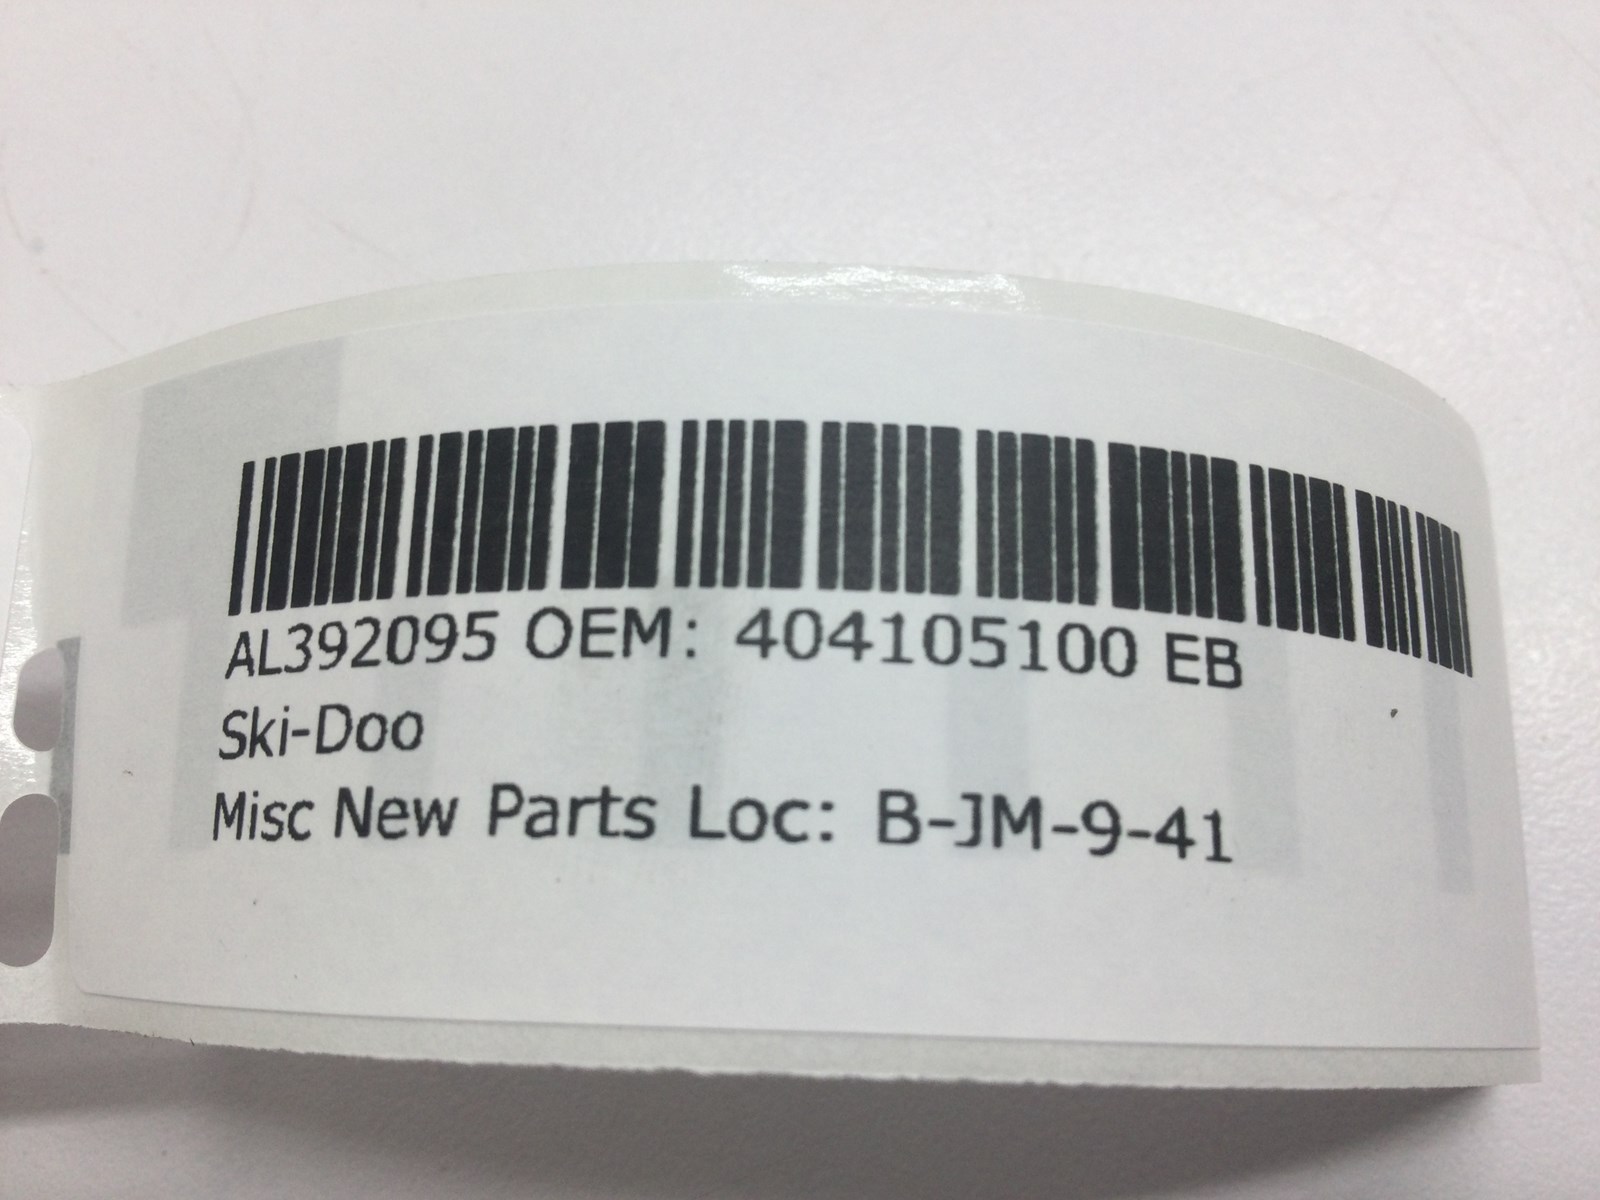 AL392095 OEM: 404105100 EB
Ski-Doo
Misc New Parts Loc: B-JM-9-41